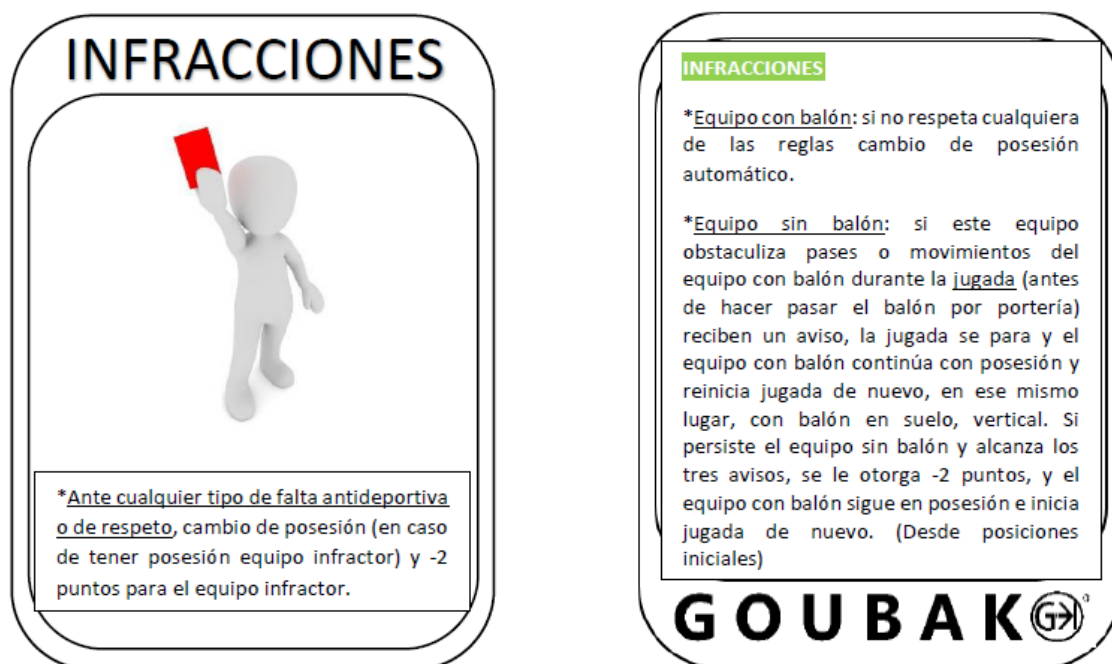 INFRACCIONES
*Ante cualquier tipo de falta antideportiva
o de respeto, cambio de posesión (en caso
de tener posesión equipo infractor) y -2
puntos para el equipo infractor.
INFRACCIONES
*Equipo con balón: si no respeta cualquiera
de las reglas cambio de posesión
automático.
*Equipo sin balón: si este equipo
obstaculiza pases o movimientos del
equipo con balón durante la jugada (antes
de hacer pasar el balón por portería)
reciben un aviso, la jugada se para y el
equipo con balón continúa con posesión y
reinicia jugada de nuevo, en ese mismo
lugar, con balón en suelo, vertical. Si
persiste el equipo sin balón y alcanza los
tres avisos, se le otorga -2 puntos, y el
equipo con balón sigue en posesión e inicia
jugada de nuevo. (Desde posiciones
iniciales)
GOUBAK